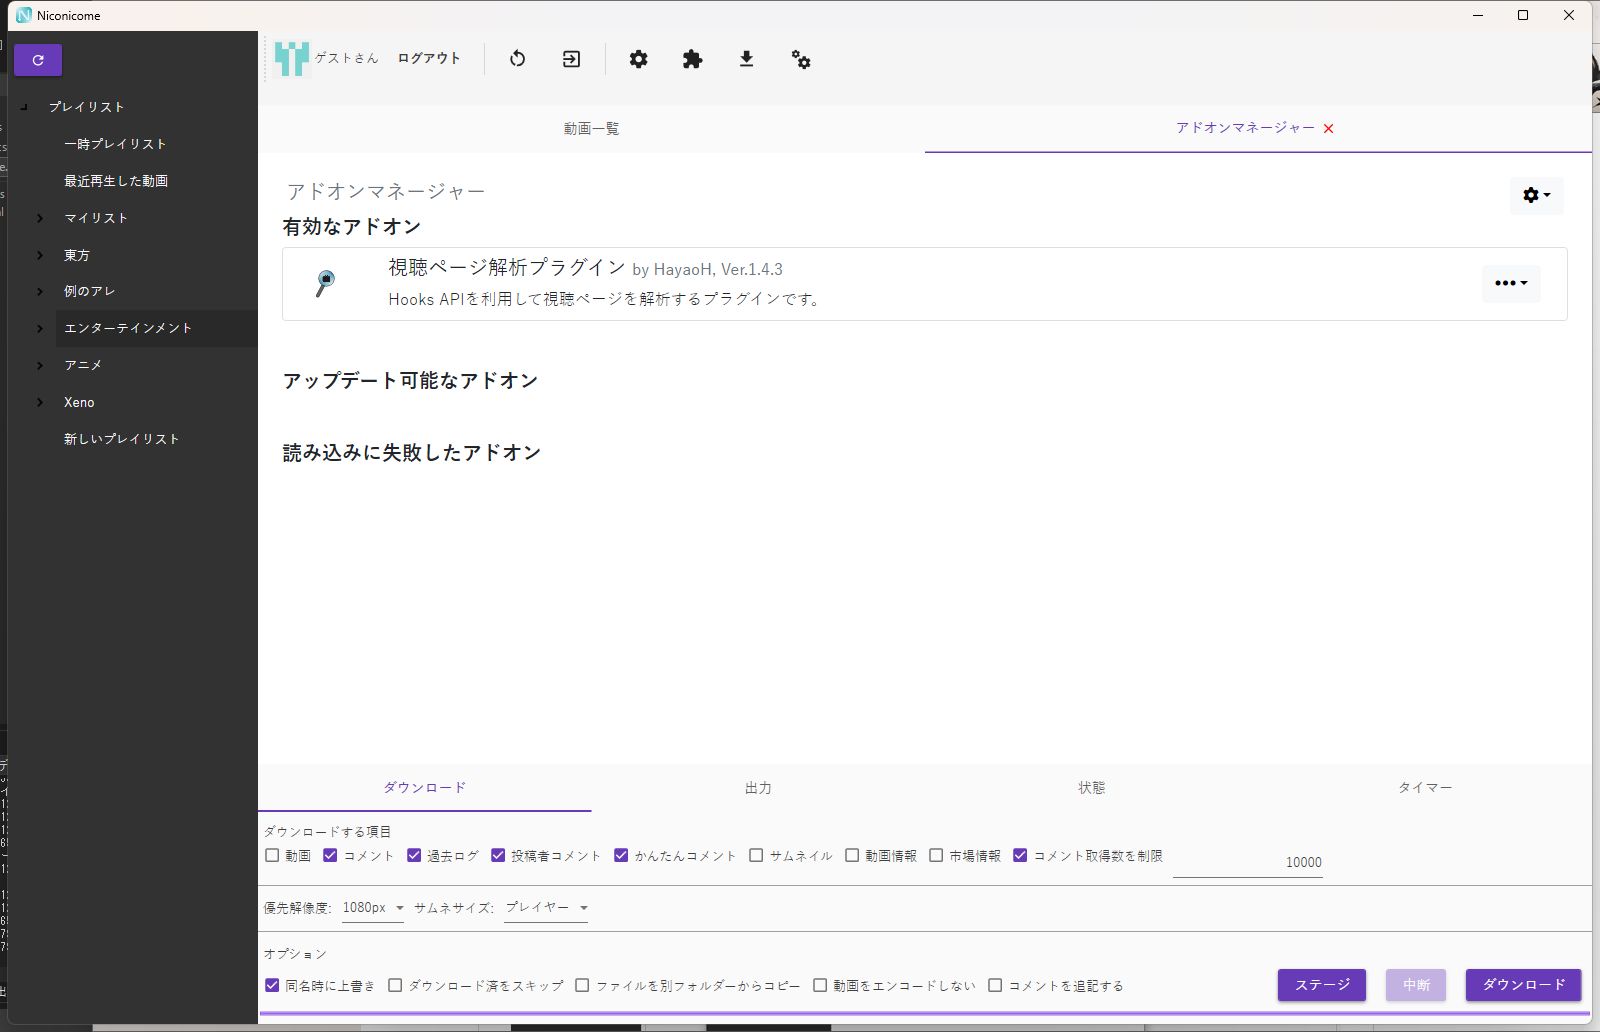 Niconicome
ゲストさん ログアウト
プレイリスト
一時プレイリスト
最近再生した動画
マイリスト
東方
例のアレ
エンターテインメント
アニメ
Xeno
新しいプレイリスト
動画一覧 アドオンマネージャー
アドオンマネージャー
有効なアドオン
視聴ページ解析プラグイン by HayaoH, Ver.1.4.3
Hooks APIを利用して視聴ページを解析するプラグインです。
アップデート可能なアドオン
読み込みに失敗したアドオン
ダウンロード 出力 状態 タイマー
ダウンロードする項目
動画 コメント 過去ログ 投稿者コメント かんたんコメント サムネイル 動画情報 市場情報 コメント取得数を制限 10000
優先解像度: 1080px サムネサイズ: プレイヤー
オプション
同名時に上書き ダウンロード済をスキップ ファイルを別フォルダーからコピー 動画をエンコードしない コメントを追記する
ステージ 中断 ダウンロード